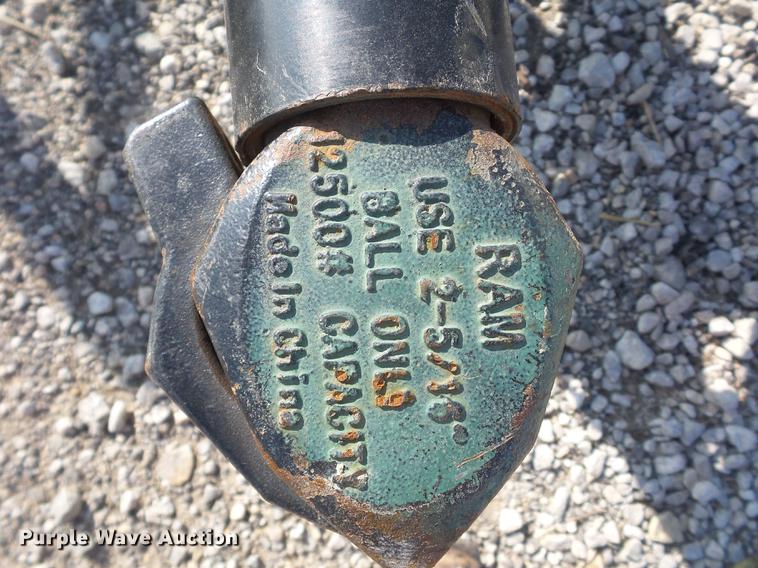 RAM
USE 2-5/16"
BALL ONLY
12500# CAPACITY
Made In China
Purple Wave Auction